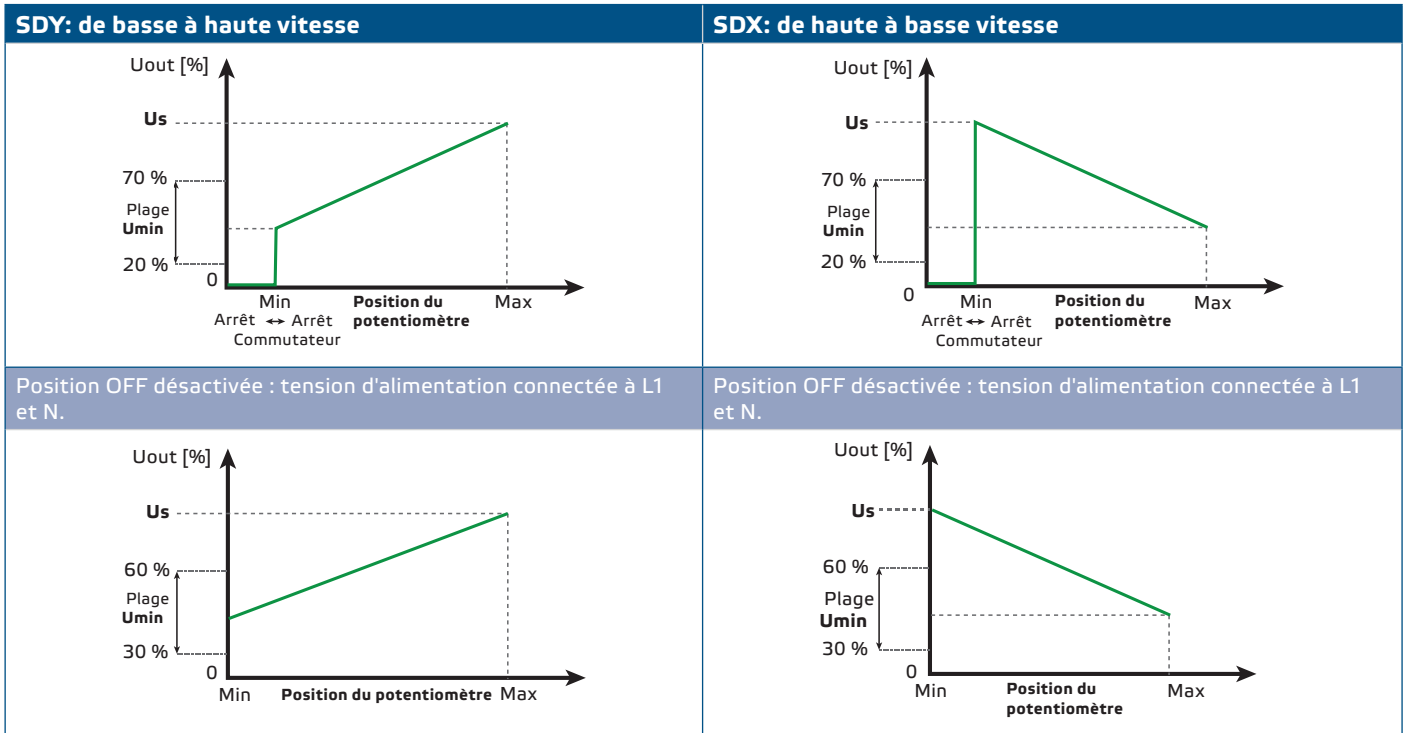 SDY: de basse à haute vitesse
SDX: de haute à basse vitesse
Uout [%]
Us
70 %
Plage
Umin
20 %
0
Min
Position du
potentiomètre
Max
Arrêt ↔ Arrêt
Commutateur
Uout [%]
Us
70 %
Plage
Umin
20 %
0
Min
Position du
potentiomètre
Max
Arrêt ↔ Arrêt
Commutateur
Position OFF désactivée : tension d'alimentation connectée à L1
et N.
Position OFF désactivée : tension d'alimentation connectée à L1
et N.
Uout [%]
Us
60 %
Plage
Umin
30 %
0
Min
Position du potentiomètre
Max
Uout [%]
Us
60 %
Plage
Umin
30 %
0
Min
Position du
potentiomètre
Max